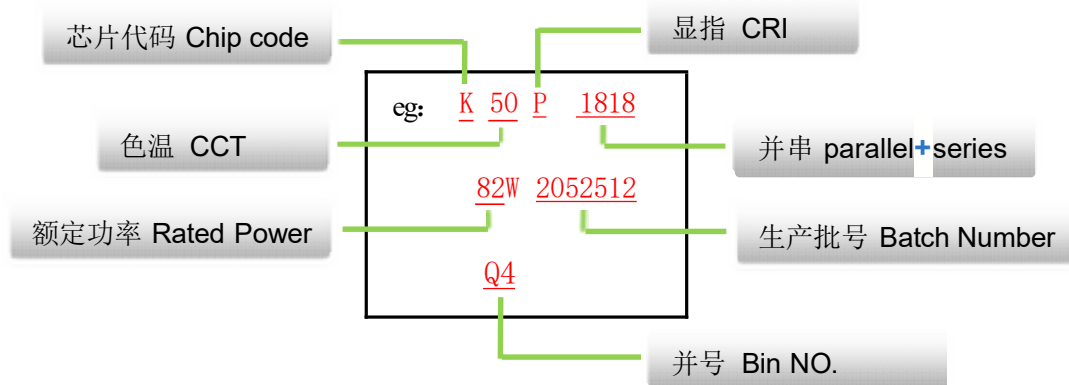 芯片代码 Chip code
显指 CRI
eg: K 50 P 1818
色温 CCT
并串 parallel+series
82W 2052512
额定功率 Rated Power
生产批号 Batch Number
Q4
并号 Bin NO.